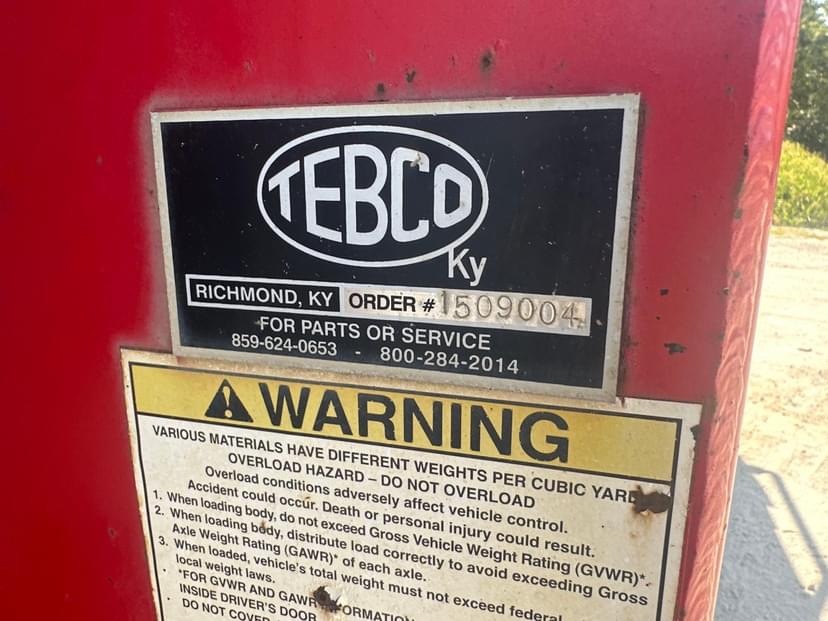 TEBCO
Ky
RICHMOND, KY ORDER # 1509004
FOR PARTS OR SERVICE
859-624-0653 - 800-284-2014
WARNING
VARIOUS MATERIALS HAVE DIFFERENT WEIGHTS PER CUBIC YARD
OVERLOAD HAZARD – DO NOT OVERLOAD
Overload conditions adversely affect vehicle control.
Accident could occur. Death or personal injury could result.
1. When loading body, do not exceed Gross Vehicle Weight Rating (GVWR)*.
2. When loading body, distribute load correctly to avoid exceeding Gross
Axle Weight Rating (GAWR)* of each axle.
3. When loaded, vehicle's total weight must not exceed federal
local weight laws.
*FOR GVWR AND GAWR
INSIDE DRIVER'S DOOR
DO NOT